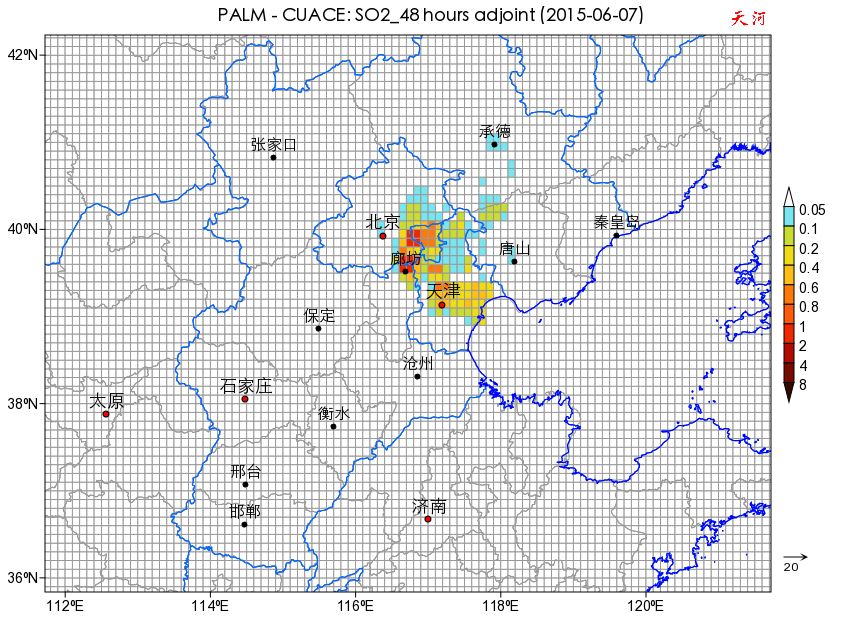 PALM - CUACE: SO2_48 hours adjoint (2015-06-07)
天河
42°N
承德
张家口
40°N
北京
秦皇岛
唐山
廊坊
天津
保定
沧州
石家庄
38°N
太原
衡水
邢台
济南
邯郸
36°N
112°E
114°E
116°E
118°E
120°E
0.05
0.1
0.2
0.4
0.6
0.8
1
2
4
8
20